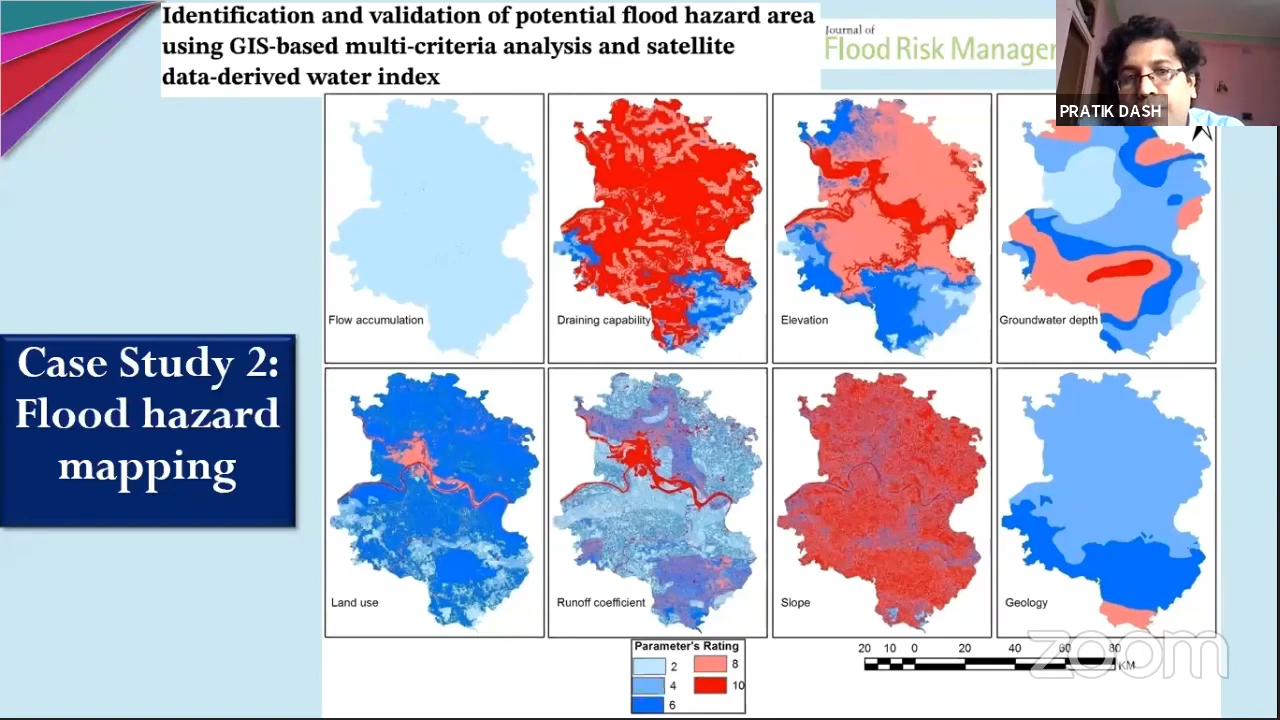 Identification and validation of potential flood hazard area
using GIS-based multi-criteria analysis and satellite
data-derived water index
Journal of
Flood Risk Manager
PRATIK DASH
Flow accumulation
Draining capability
Elevation
Groundwater depth
Case Study 2:
Flood hazard
mapping
Land use
Runoff coefficient
Slope
Geology
Parameter's Rating
2
8
4
10
6
20 10 0 20 40 60 80
KM
zoom